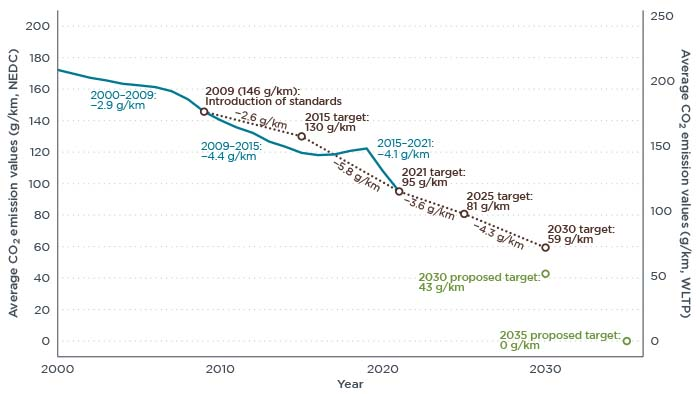 Average CO2 emission values (g/km, NEDC)
200
180
160
140
120
100
80
60
40
20
0
2000–2009:
−2.9 g/km
2009 (146 g/km):
Introduction of standards
−2.6 g/km
2015 target:
130 g/km
2009–2015:
−4.4 g/km
2015–2021:
−4.1 g/km
−5.8 g/km
2021 target:
95 g/km
−3.6 g/km
2025 target:
81 g/km
−4.3 g/km
2030 target:
59 g/km
2030 proposed target:
43 g/km
2035 proposed target:
0 g/km
250
200
150
100
50
0
Average CO2 emission values (g/km, WLTP)
2000
2010
2020
2030
Year